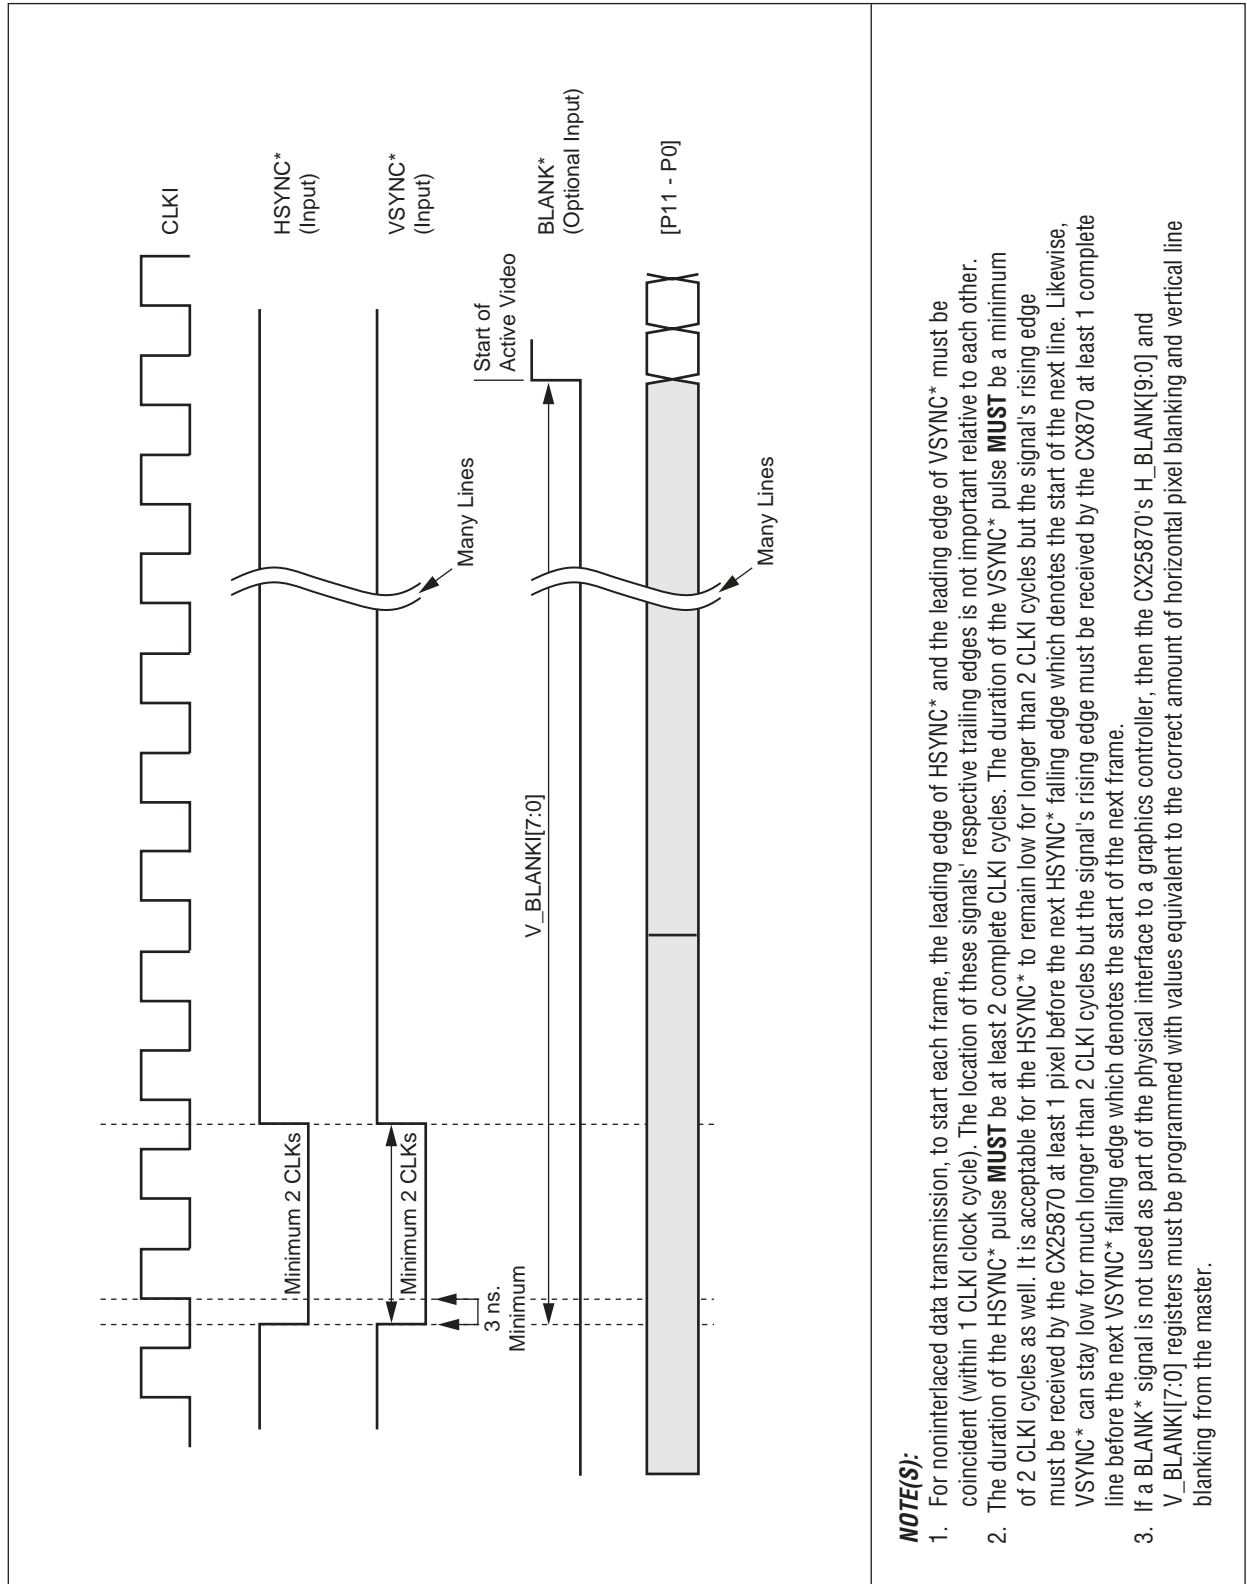 CLKI
HSYNC*
(Input)
VSYNC*
(Input)
BLANK*
(Optional Input)
[P11 - P0]
Start of
Active Video
Many Lines
Many Lines
V_BLANKI[7:0]
Minimum 2 CLKs
Minimum 2 CLKs
3 ns.
Minimum
NOTE(S):
1. For noninterlaced data transmission, to start each frame, the leading edge of HSYNC* and the leading edge of VSYNC* must be
coincident (within 1 CLKI clock cycle). The location of these signals' respective trailing edges is not important relative to each other.
2. The duration of the HSYNC* pulse MUST be at least 2 complete CLKI cycles. The duration of the VSYNC* pulse MUST be a minimum
of 2 CLKI cycles as well. It is acceptable for the HSYNC* to remain low for longer than 2 CLKI cycles but the signal's rising edge
must be received by the CX25870 at least 1 pixel before the next HSYNC* falling edge which denotes the start of the next line. Likewise,
VSYNC* can stay low for much longer than 2 CLKI cycles but the signal's rising edge must be received by the CX870 at least 1 complete
line before the next VSYNC* falling edge which denotes the start of the next frame.
3. If a BLANK* signal is not used as part of the physical interface to a graphics controller, then the CX25870's H_BLANK[9:0] and
V_BLANKI[7:0] registers must be programmed with values equivalent to the correct amount of horizontal pixel blanking and vertical line
blanking from the master.